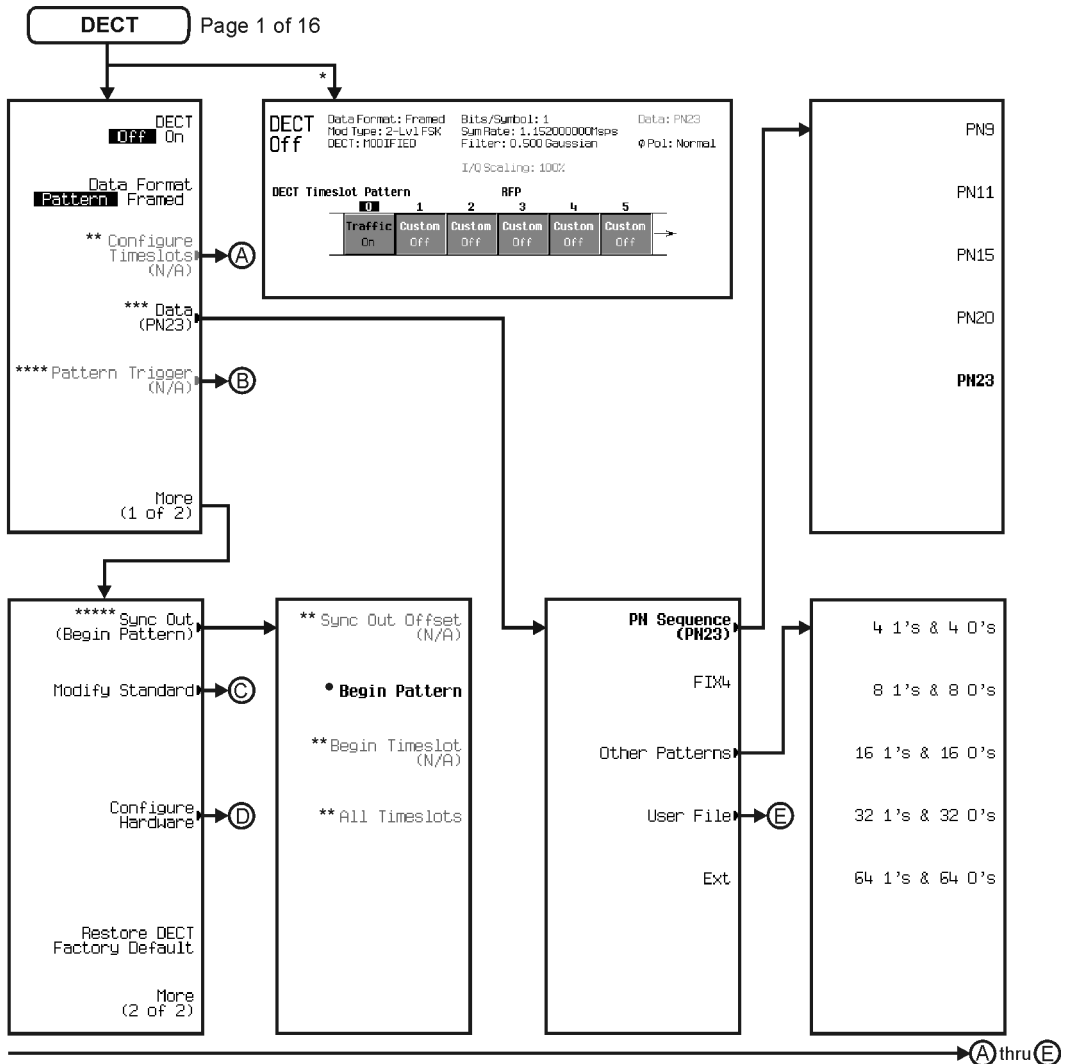 DECT
Page 1 of 16
*
DECT
Off On
Data Format
Pattern Framed
** Configure
Timeslots
(N/A)
A
*** Data
(PN23)
**** Pattern Trigger
(N/A)
B
More
(1 of 2)
DECT
Off
Data Format: Framed
Mod Type: 2-Lvl FSK
DECT: MODIFIED
Bits/Symbol: 1
Sym Rate: 1.152000000Msps
Filter: 0.500 Gaussian
I/Q Scaling: 100%
Data: PN23
φ Pol: Normal
DECT Timeslot Pattern RFP
0 1 2 3 4 5
Traffic Custom Custom Custom Custom Custom
On Off Off Off Off Off
PN9
PN11
PN15
PN20
PN23
***** Sync Out
(Begin Pattern)
Modify Standard
C
Configure
Hardware
D
Restore DECT
Factory Default
More
(2 of 2)
** Sync Out Offset
(N/A)
• Begin Pattern
** Begin Timeslot
(N/A)
** All Timeslots
PN Sequence
(PN23)
FIX4
Other Patterns
User File
E
Ext
4 1's & 4 0's
8 1's & 8 0's
16 1's & 16 0's
32 1's & 32 0's
64 1's & 64 0's
A thru E